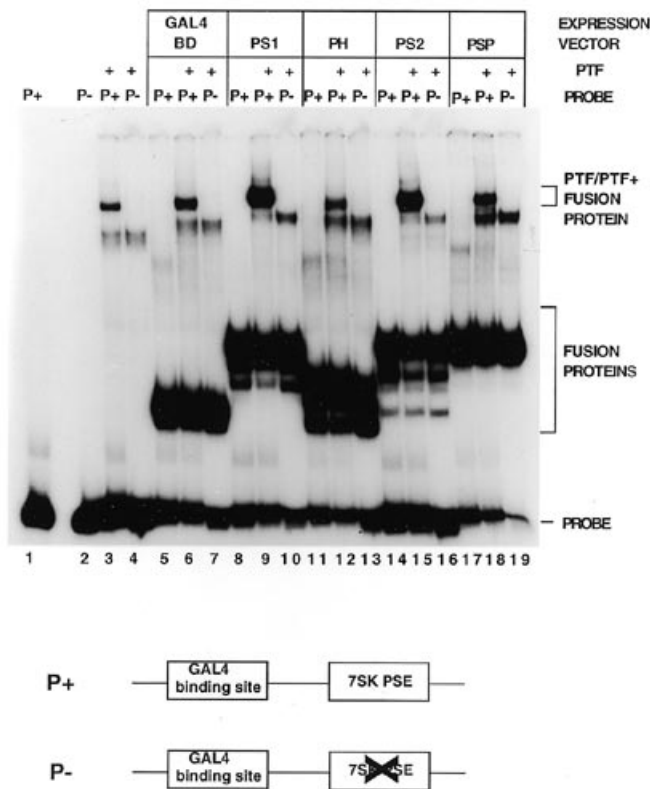 GAL4 BD PS1 PH PS2 PSP EXPRESSION VECTOR
+ + + + + + + + + + + + PTF
P+ P- P+ P- P+ P+ P- P+ P+ P- P+ P+ P- P+ P+ P- P+ P+ P- PROBE
PTF/PTF+
FUSION
PROTEIN
FUSION
PROTEINS
PROBE
1 2 3 4 5 6 7 8 9 10 11 12 13 14 15 16 17 18 19
P+ GAL4 binding site 7SK PSE
P- GAL4 binding site 7SK PSE